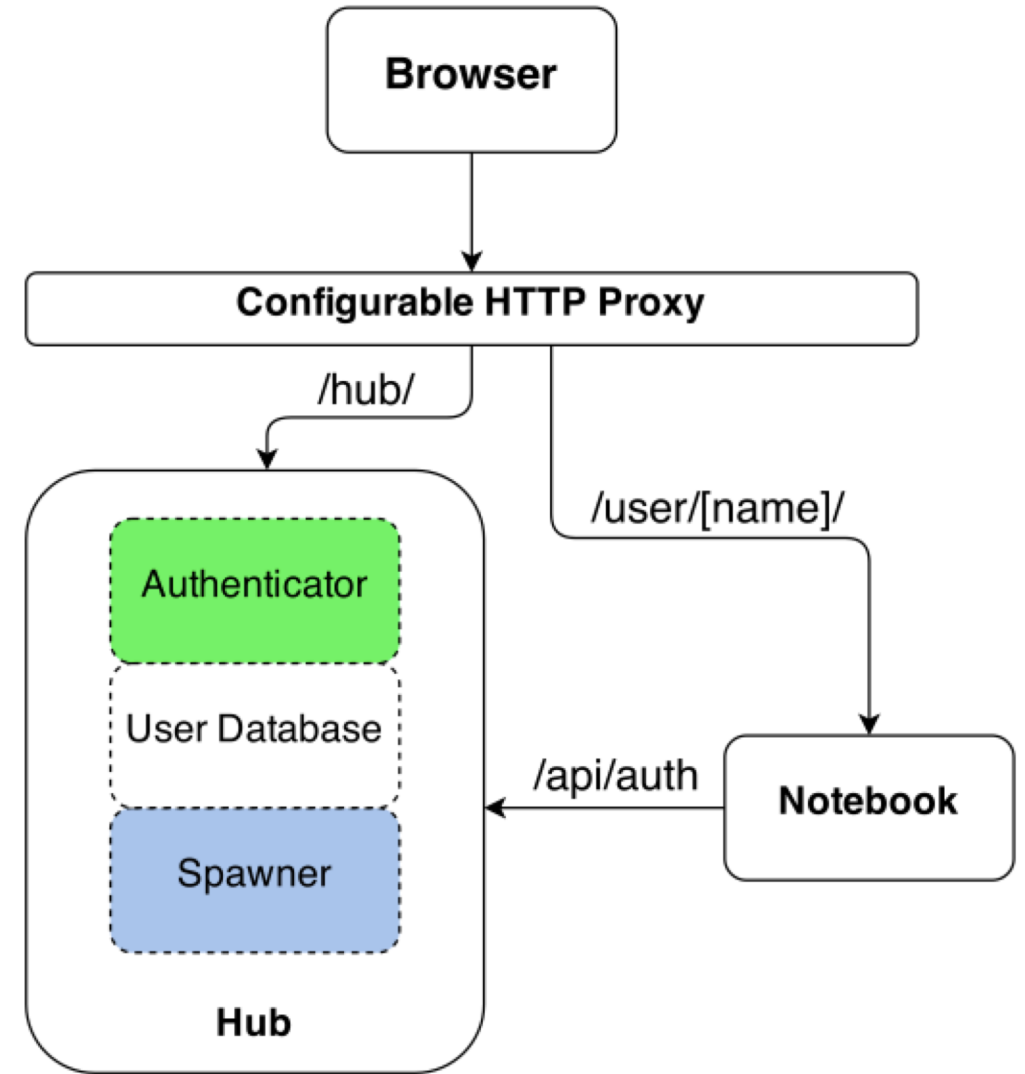 Browser
Configurable HTTP Proxy
/hub/
/user/[name]/
Authenticator
User Database
/api/auth
Notebook
Spawner
Hub